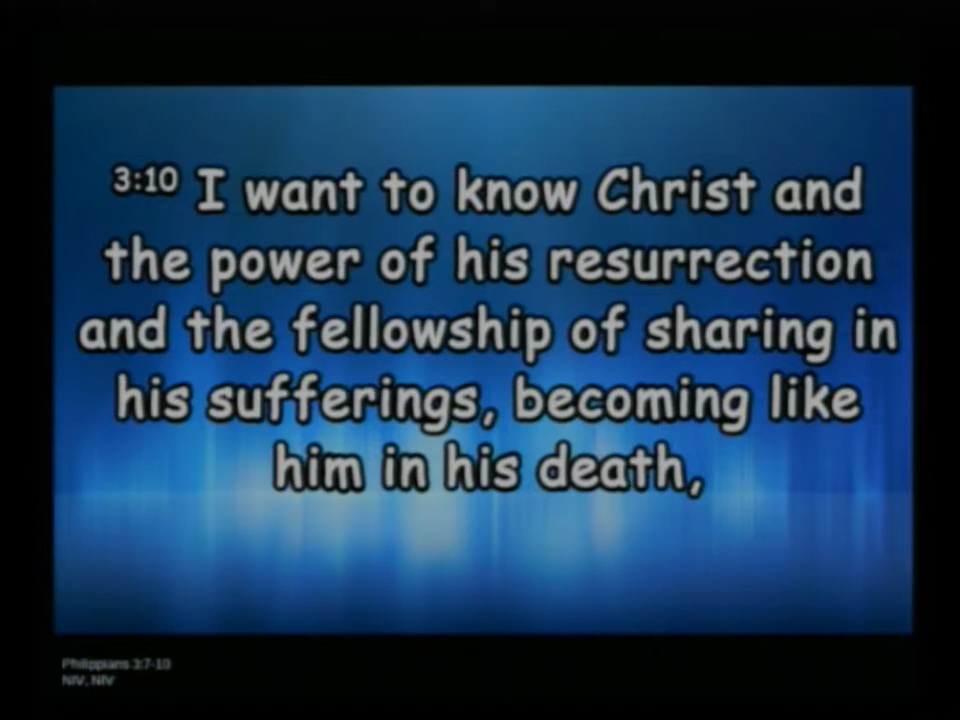 3:10 I want to know Christ and
the power of his resurrection
and the fellowship of sharing in
his sufferings, becoming like
him in his death,
Philippians 3:7-10
NIV, NIV